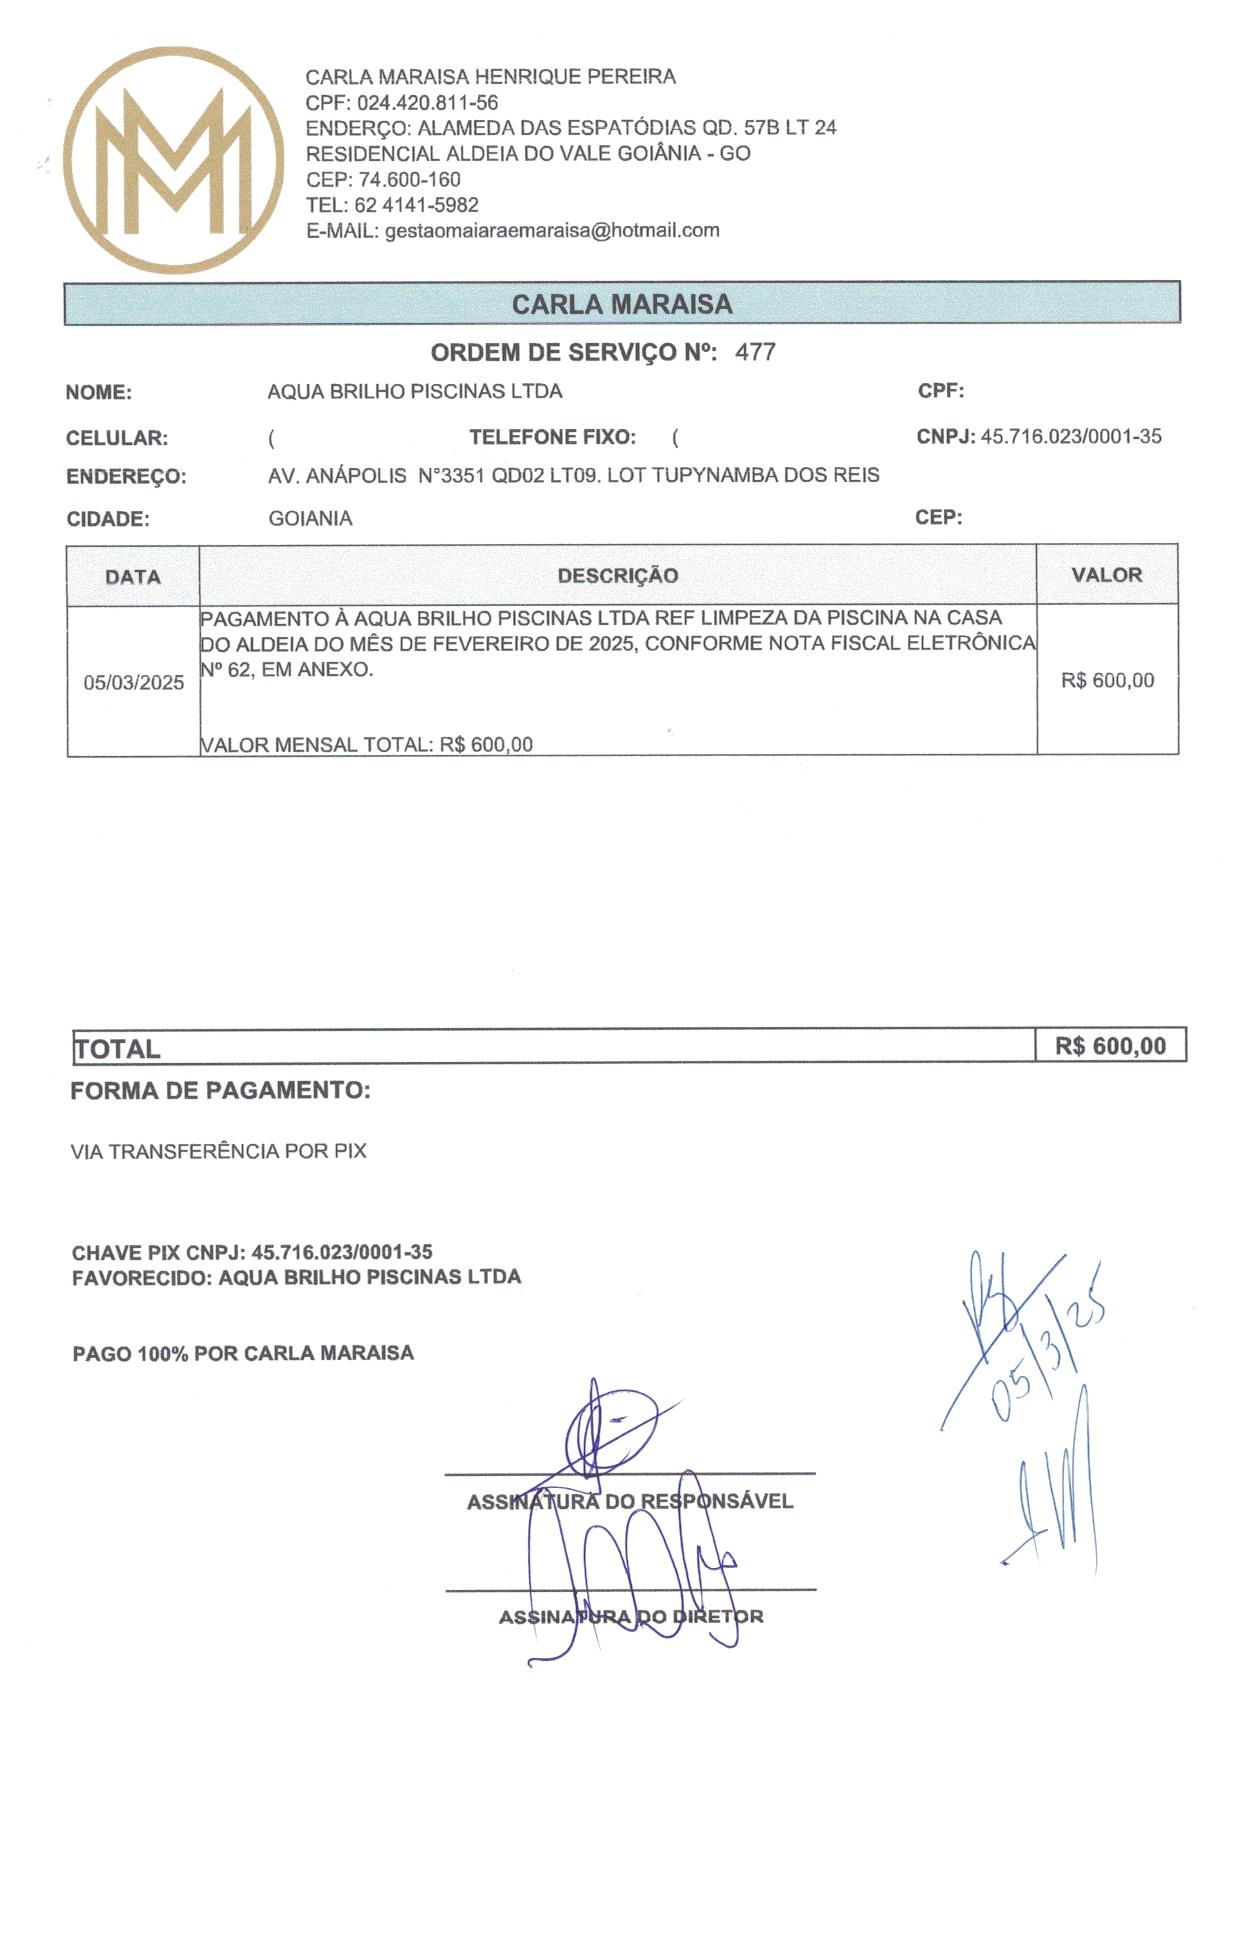 CARLA MARAISA HENRIQUE PEREIRA
CPF: 024.420.811-56
ENDERÇO: ALAMEDA DAS ESPATÓDIAS QD. 57B LT 24
RESIDENCIAL ALDEIA DO VALE GOIÂNIA - GO
CEP: 74.600-160
TEL: 62 4141-5982
E-MAIL: gestaomaiaraemaraisa@hotmail.com
CARLA MARAISA
ORDEM DE SERVIÇO Nº: 477
NOME: AQUA BRILHO PISCINAS LTDA CPF:
CELULAR: ( TELEFONE FIXO: ( CNPJ: 45.716.023/0001-35
ENDEREÇO: AV. ANÁPOLIS N°3351 QD02 LT09. LOT TUPYNAMBA DOS REIS
CIDADE: GOIANIA CEP:
DATA DESCRIÇÃO VALOR
PAGAMENTO À AQUA BRILHO PISCINAS LTDA REF LIMPEZA DA PISCINA NA CASA
DO ALDEIA DO MÊS DE FEVEREIRO DE 2025, CONFORME NOTA FISCAL ELETRÔNICA
Nº 62, EM ANEXO.
05/03/2025 R$ 600,00
VALOR MENSAL TOTAL: R$ 600,00
TOTAL R$ 600,00
FORMA DE PAGAMENTO:
VIA TRANSFERÊNCIA POR PIX
CHAVE PIX CNPJ: 45.716.023/0001-35
FAVORECIDO: AQUA BRILHO PISCINAS LTDA
PAGO 100% POR CARLA MARAISA
05/3/25
ASSINATURA DO RESPONSÁVEL
ASSINATURA DO DIRETOR